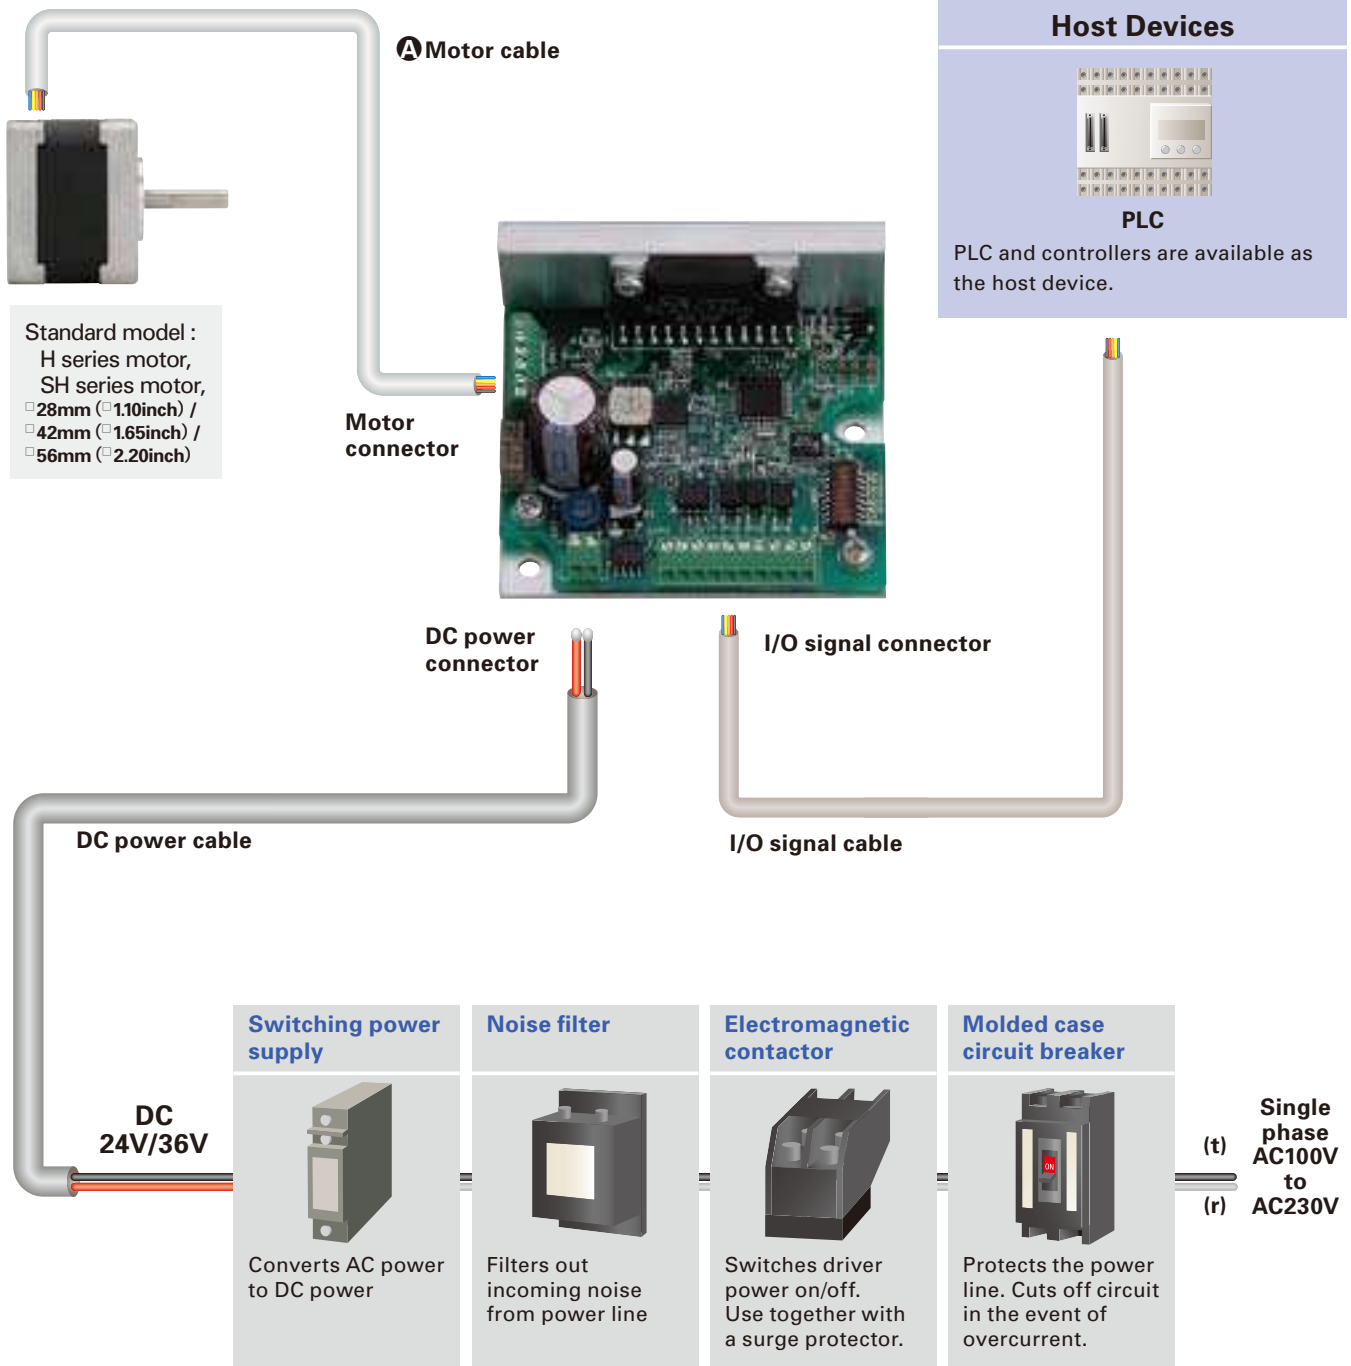 A Motor cable
Host Devices
PLC
PLC and controllers are available as
the host device.
Standard model :
H series motor,
SH series motor,
□28mm (□1.10inch) /
□42mm (□1.65inch) /
□56mm (□2.20inch)
Motor
connector
DC power
connector
I/O signal connector
DC power cable
I/O signal cable
DC
24V/36V
Switching power
supply
Converts AC power
to DC power
Noise filter
Filters out
incoming noise
from power line
Electromagnetic
contactor
Switches driver
power on/off.
Use together with
a surge protector.
Molded case
circuit breaker
ON
Protects the power
line. Cuts off circuit
in the event of
overcurrent.
(t)
(r)
Single
phase
AC100V
to
AC230V